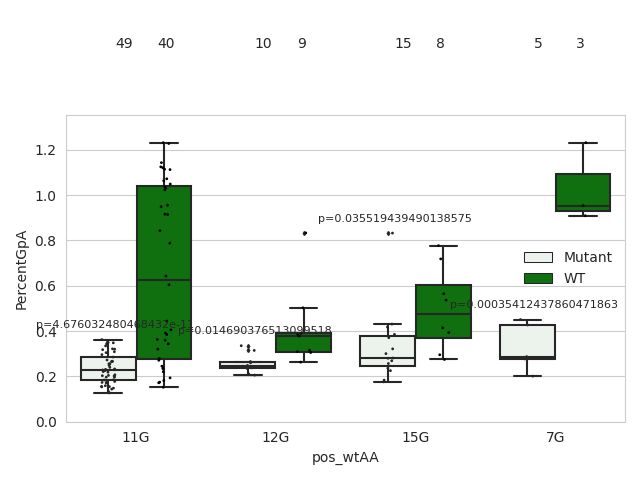 49 40 10 9 15 8 5 3
1.2
1.0
0.8
0.6
0.4
0.2
0.0
PercentGpA
p=0.035519439490138575
Mutant
WT
p=0.00035412437860471863
p=0.014690376513099518
11G 12G 15G 7G
pos_wtAA